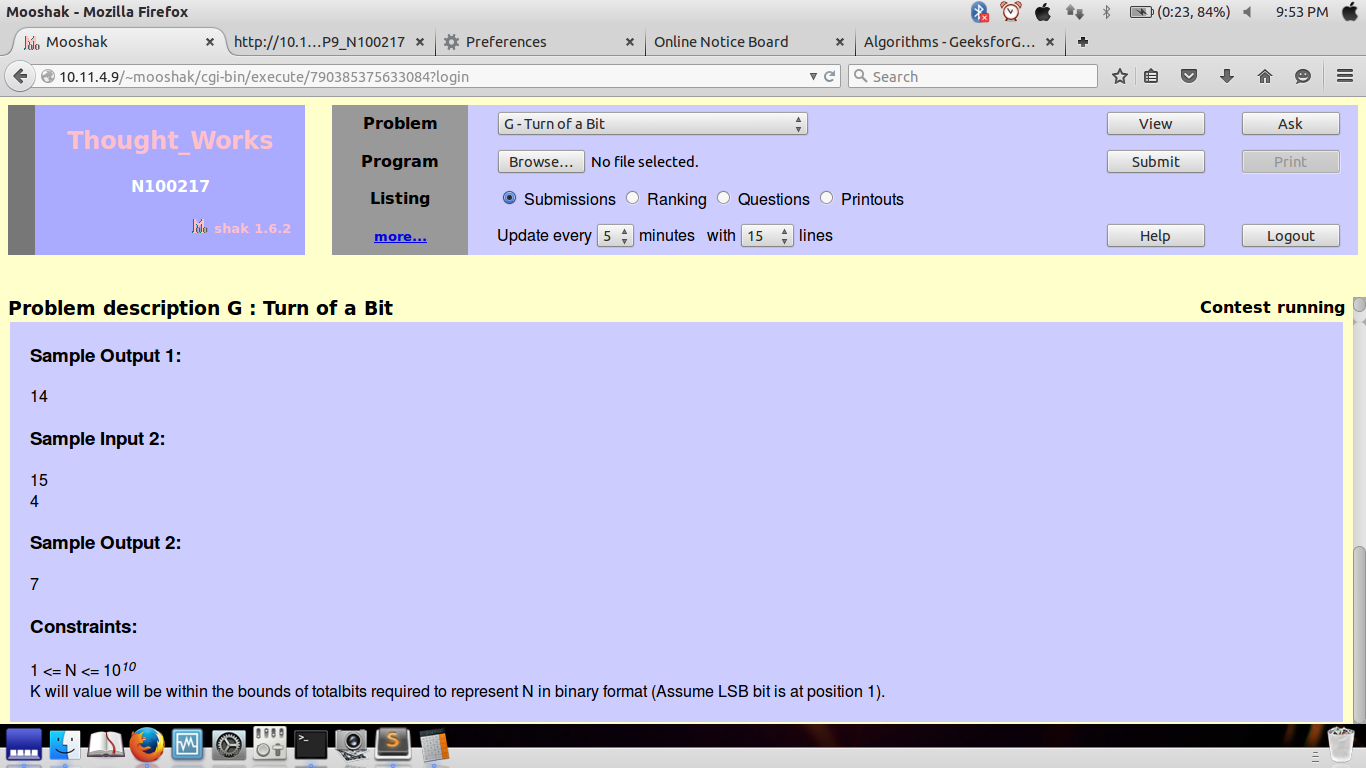 Mooshak - Mozilla Firefox
(0:23, 84%)
9:53 PM
Mooshak
http://10.1...P9_N100217
Preferences
Online Notice Board
Algorithms - GeeksforG...
10.11.4.9/~mooshak/cgi-bin/execute/790385375633084?login
Search
Thought_Works
N100217
shak 1.6.2
Problem
G - Turn of a Bit
View
Ask
Program
Browse...
No file selected.
Submit
Print
Listing
Submissions
Ranking
Questions
Printouts
more...
Update every 5 minutes with 15 lines
Help
Logout
Problem description G : Turn of a Bit
Contest running
Sample Output 1:
14
Sample Input 2:
15
4
Sample Output 2:
7
Constraints:
1 <= N <= 10^10
K will value will be within the bounds of totalbits required to represent N in binary format (Assume LSB bit is at position 1).